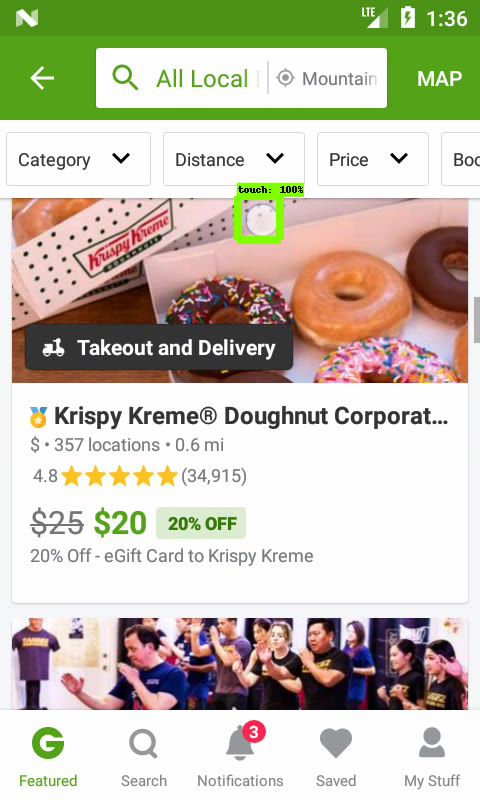 LTE 1:36
All Local Mountain MAP
Category Distance Price Boo
touch: 100%
Krispy Kreme
DOUGHNUTS
Takeout and Delivery
Krispy Kreme® Doughnut Corporat...
$ • 357 locations • 0.6 mi
4.8 (34,915)
$25 $20 20% OFF
20% Off - eGift Card to Krispy Kreme
3
Featured Search Notifications Saved My Stuff